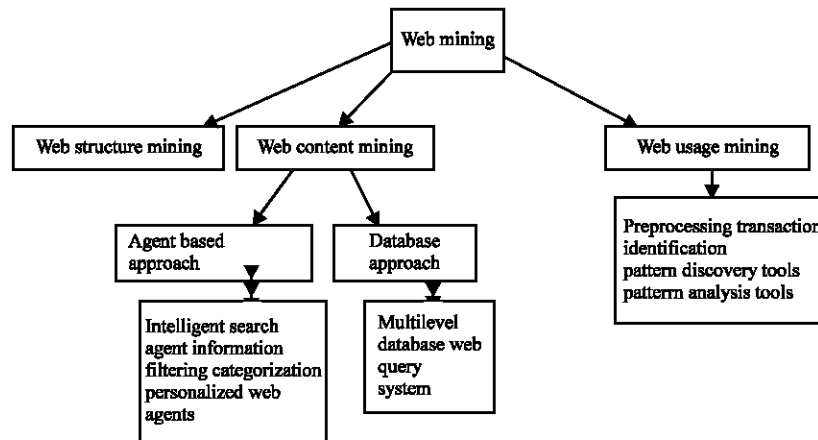 Web mining
Web structure mining
Web content mining
Web usage mining
Agent based
approach
Database
approach
Preprocessing transaction
identification
pattern discovery tools
patterrn analysis tools
Intelligent search
agent information
filtering categorization
personalized web
agents
Multilevel
database web
query
system